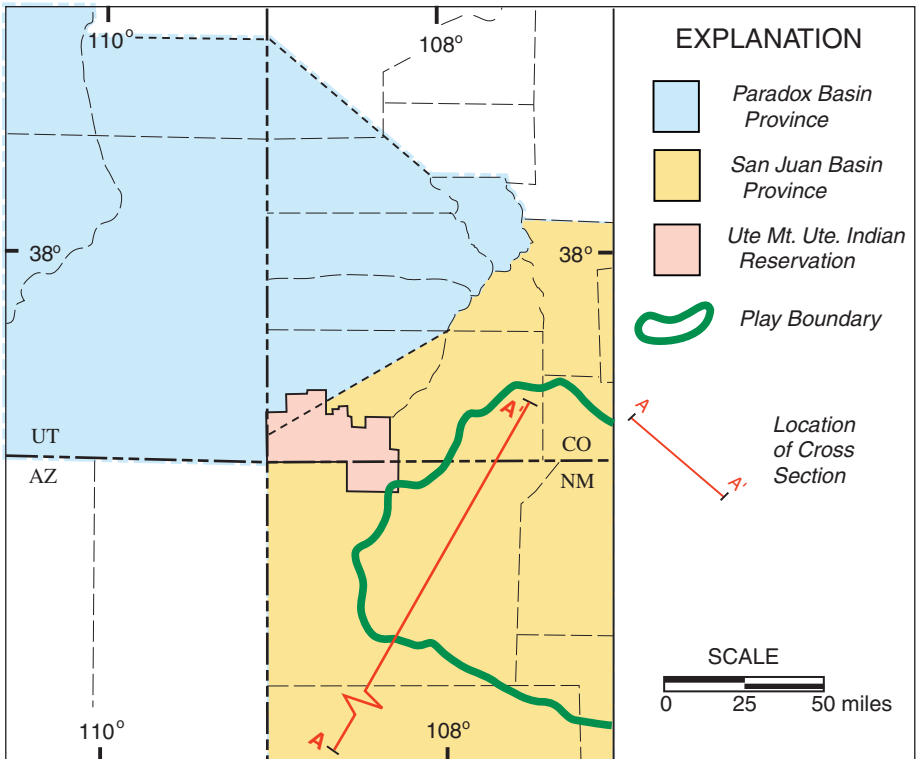 110°
108°
38°
38°
UT
AZ
CO
NM
A'
A
110°
108°
EXPLANATION
Paradox Basin
Province
San Juan Basin
Province
Ute Mt. Ute. Indian
Reservation
Play Boundary
A
A'
Location
of Cross
Section
SCALE
0 25 50 miles